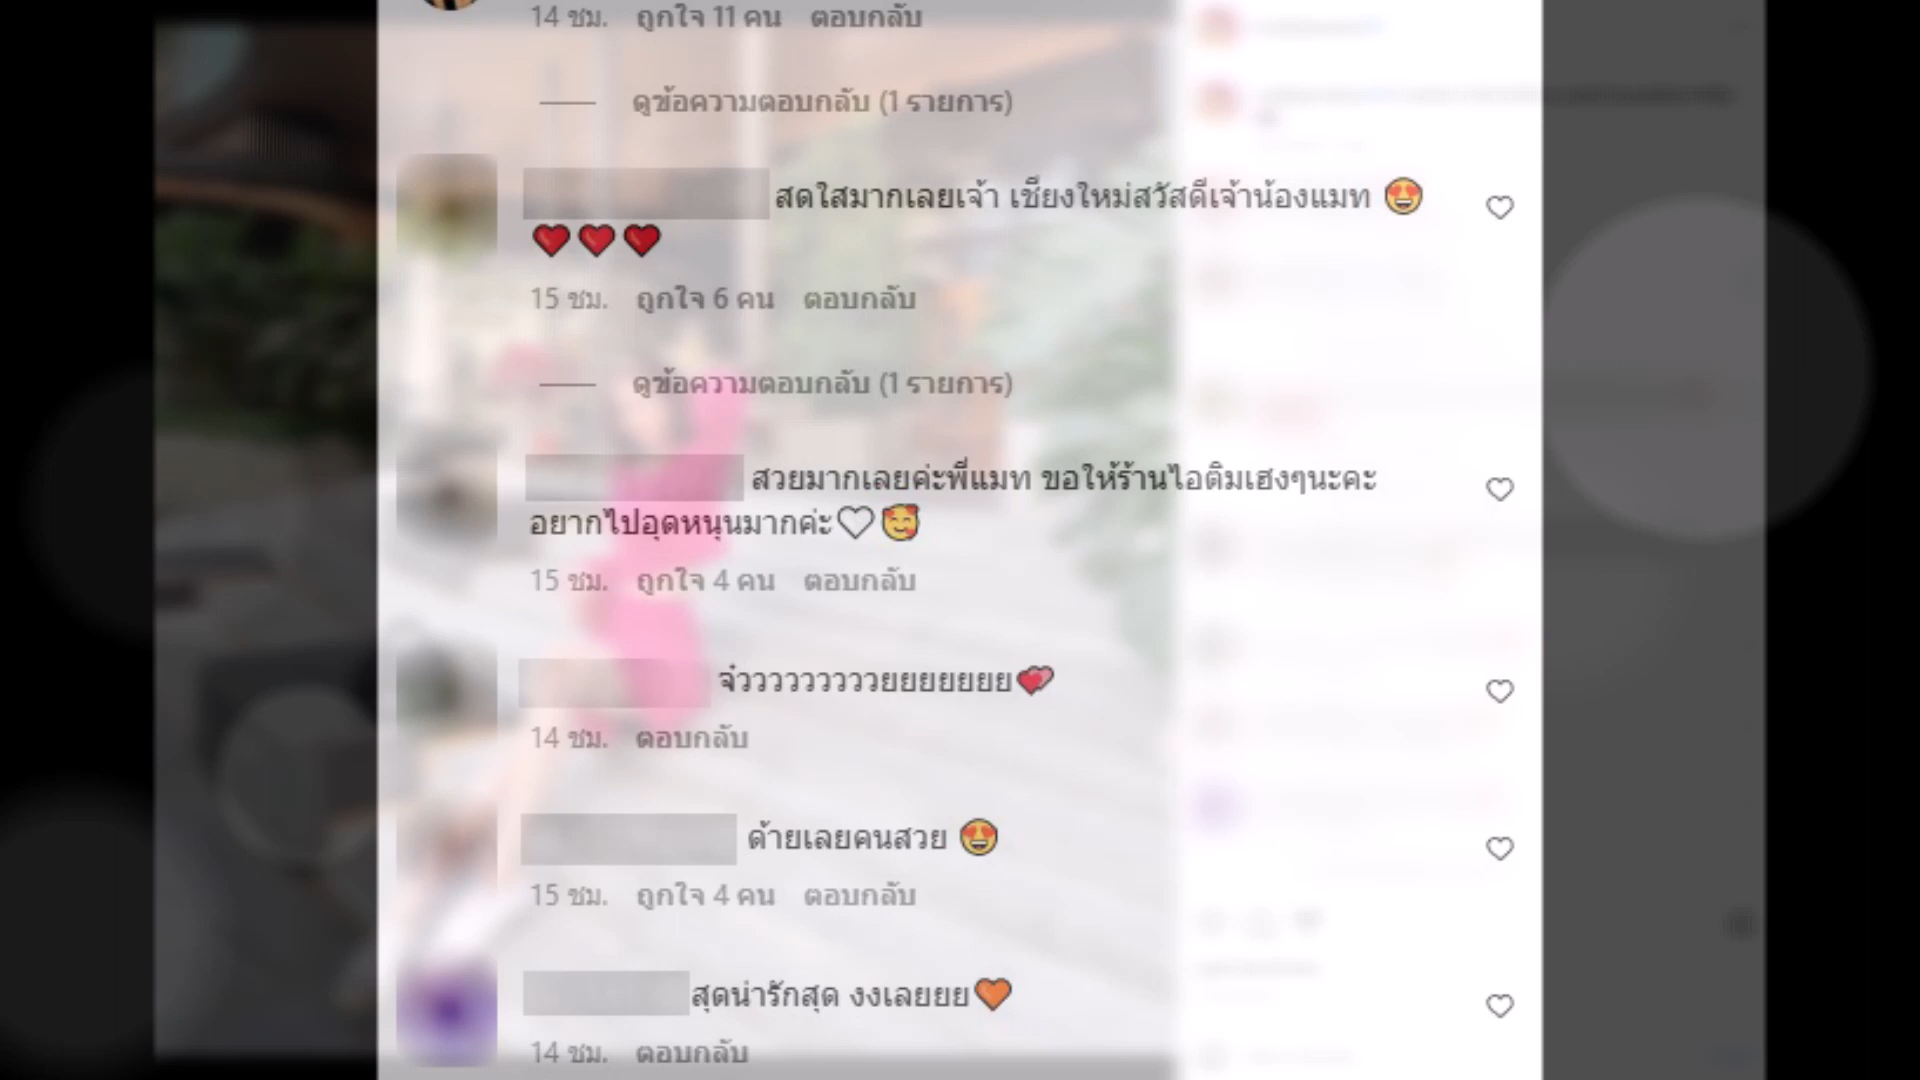 14 ชม. ถูกใจ 11 คน ตอบกลับ
ดูข้อความตอบกลับ (1 รายการ)
สดใสมากเลยเจ้า เชียงใหม่สวัสดีเจ้าน้องแมท 😍
❤️❤️❤️
15 ชม. ถูกใจ 6 คน ตอบกลับ
ดูข้อความตอบกลับ (1 รายการ)
สวยมากเลยค่ะพี่แมท ขอให้ร้านไอติมเฮงๆนะคะ
อยากไปอุดหนุนมากค่ะ🤍🥰
15 ชม. ถูกใจ 4 คน ตอบกลับ
จ๋วววววววววยยยยยยย💕
14 ชม. ตอบกลับ
ด้ายเลยคนสวย 😍
15 ชม. ถูกใจ 4 คน ตอบกลับ
สุดน่ารักสุด งงเลยยย🧡
14 ชม. ตอบกลับ